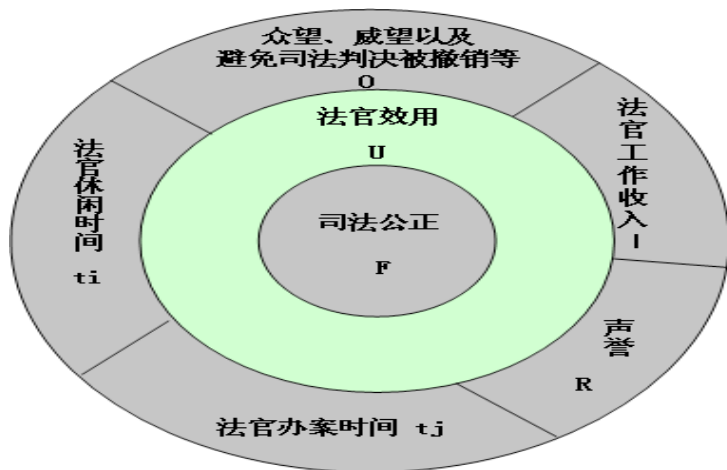 众望、威望以及
避免司法判决被撤销等
O
法官效用
U
司法公正
F
法官休闲时间
ti
法官工作收入I
声誉
R
法官办案时间 tj